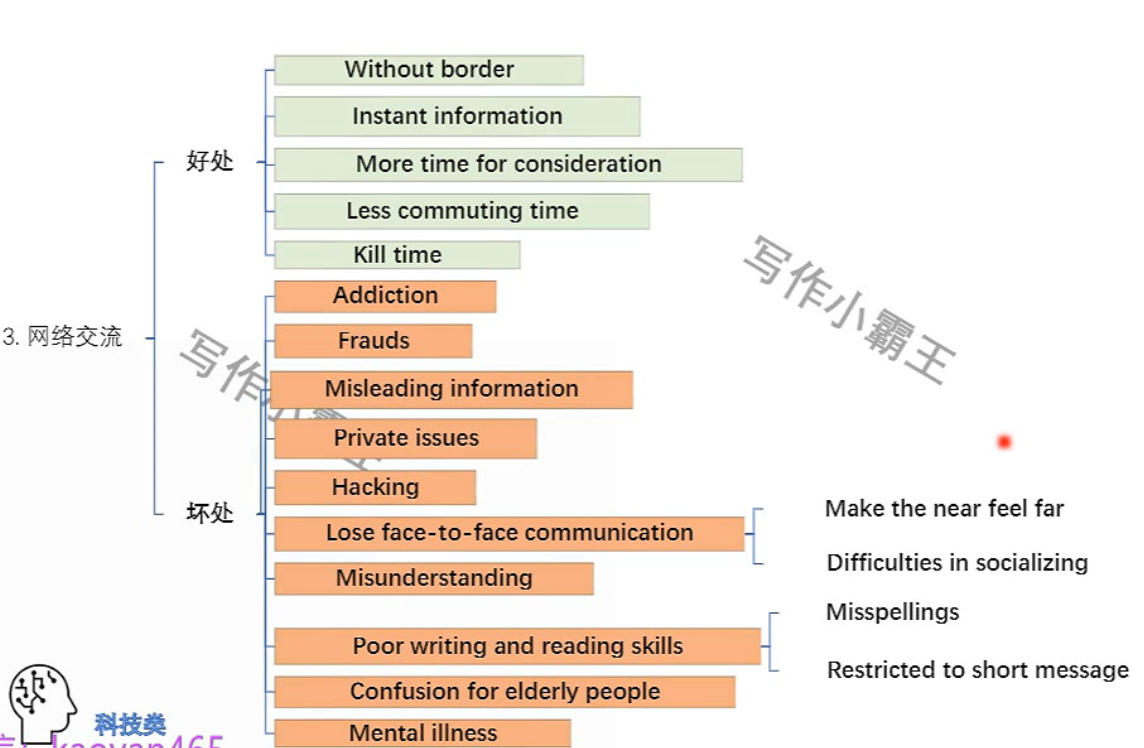 Without border
Instant information
More time for consideration
好处
Less commuting time
Kill time
Addiction
3. 网络交流
Frauds
Misleading information
Private issues
Hacking
坏处
Lose face-to-face communication
Make the near feel far
Difficulties in socializing
Misunderstanding
Poor writing and reading skills
Misspellings
Restricted to short message
Confusion for elderly people
Mental illness
写作小霸王
写作小霸王
科技类
kaoyan465